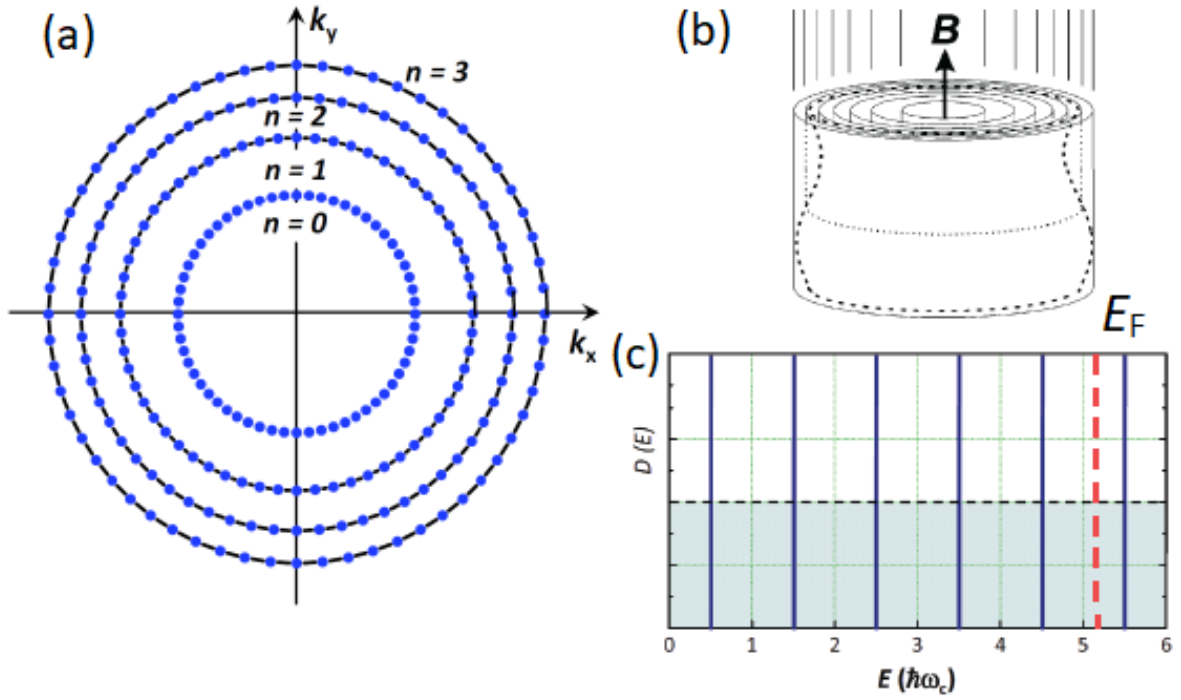 (a)
k_y
n = 3
n = 2
n = 1
n = 0
k_x
(b)
B
E_F
(c)
D (E)
0 1 2 3 4 5 6
E (ħω_c)